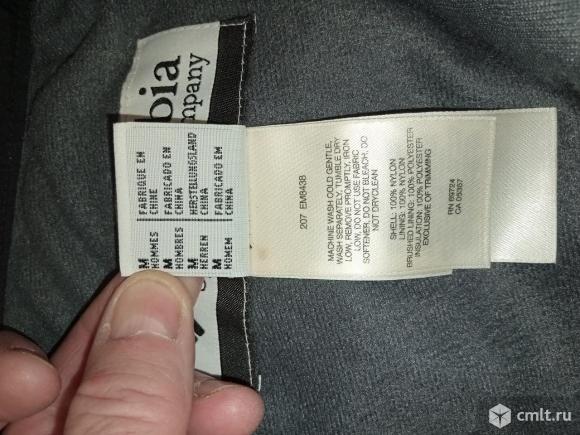 bia
mpany
M
HOMMES
FABRIQUE EN
CHINE
M
HOMBRES
FABRICADO EN
CHINA
M
HERREN
HERSTELLUNGSLAND
CHINA
M
HOMEM
FABRICADO EM
CHINA
207 EM8438
MACHINE WASH COLD GENTLE,
WASH SEPARATELY, TUMBLE DRY
LOW, REMOVE PROMPTLY, IRON
LOW, DO NOT USE FABRIC
SOFTENER, DO NOT BLEACH, DO
NOT DRYCLEAN
SHELL: 100% NYLON
LINING: 100% NYLON
BRUSHED LINING: 100% POLYESTER
INSULATION: 100% POLYESTER
EXCLUSIVE OF TRIMMING
RN 69724
CA 05367
cmlt.ru